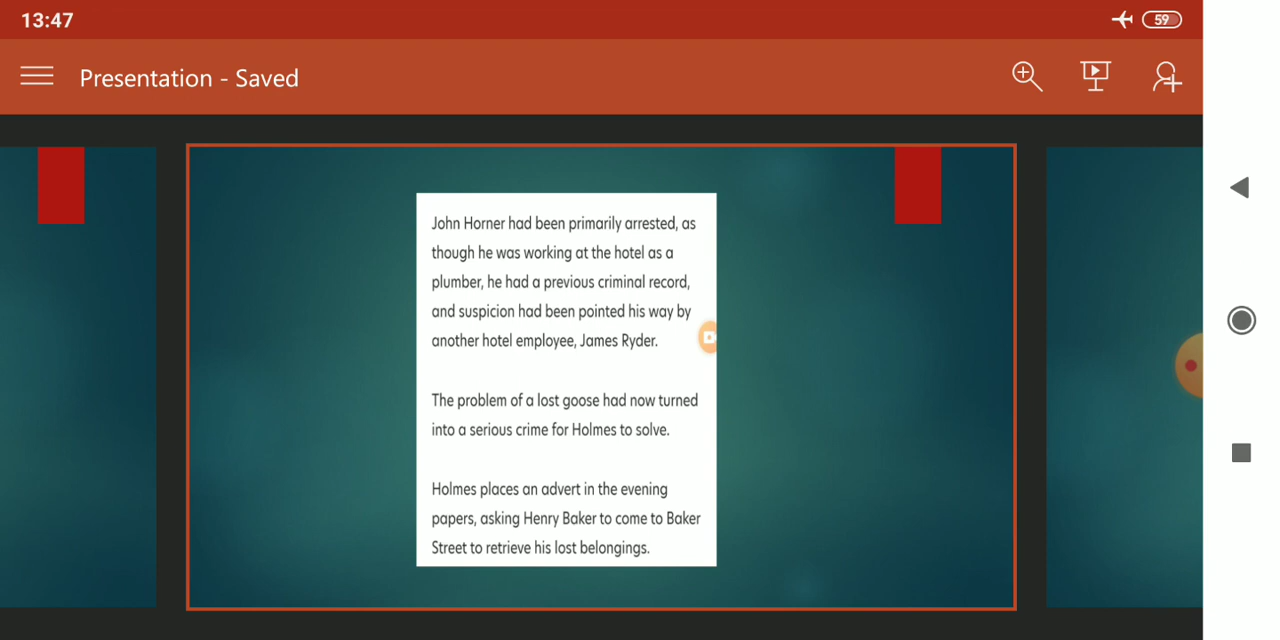 13:47
59
Presentation - Saved
John Horner had been primarily arrested, as
though he was working at the hotel as a
plumber, he had a previous criminal record,
and suspicion had been pointed his way by
another hotel employee, James Ryder.
The problem of a lost goose had now turned
into a serious crime for Holmes to solve.
Holmes places an advert in the evening
papers, asking Henry Baker to come to Baker
Street to retrieve his lost belongings.